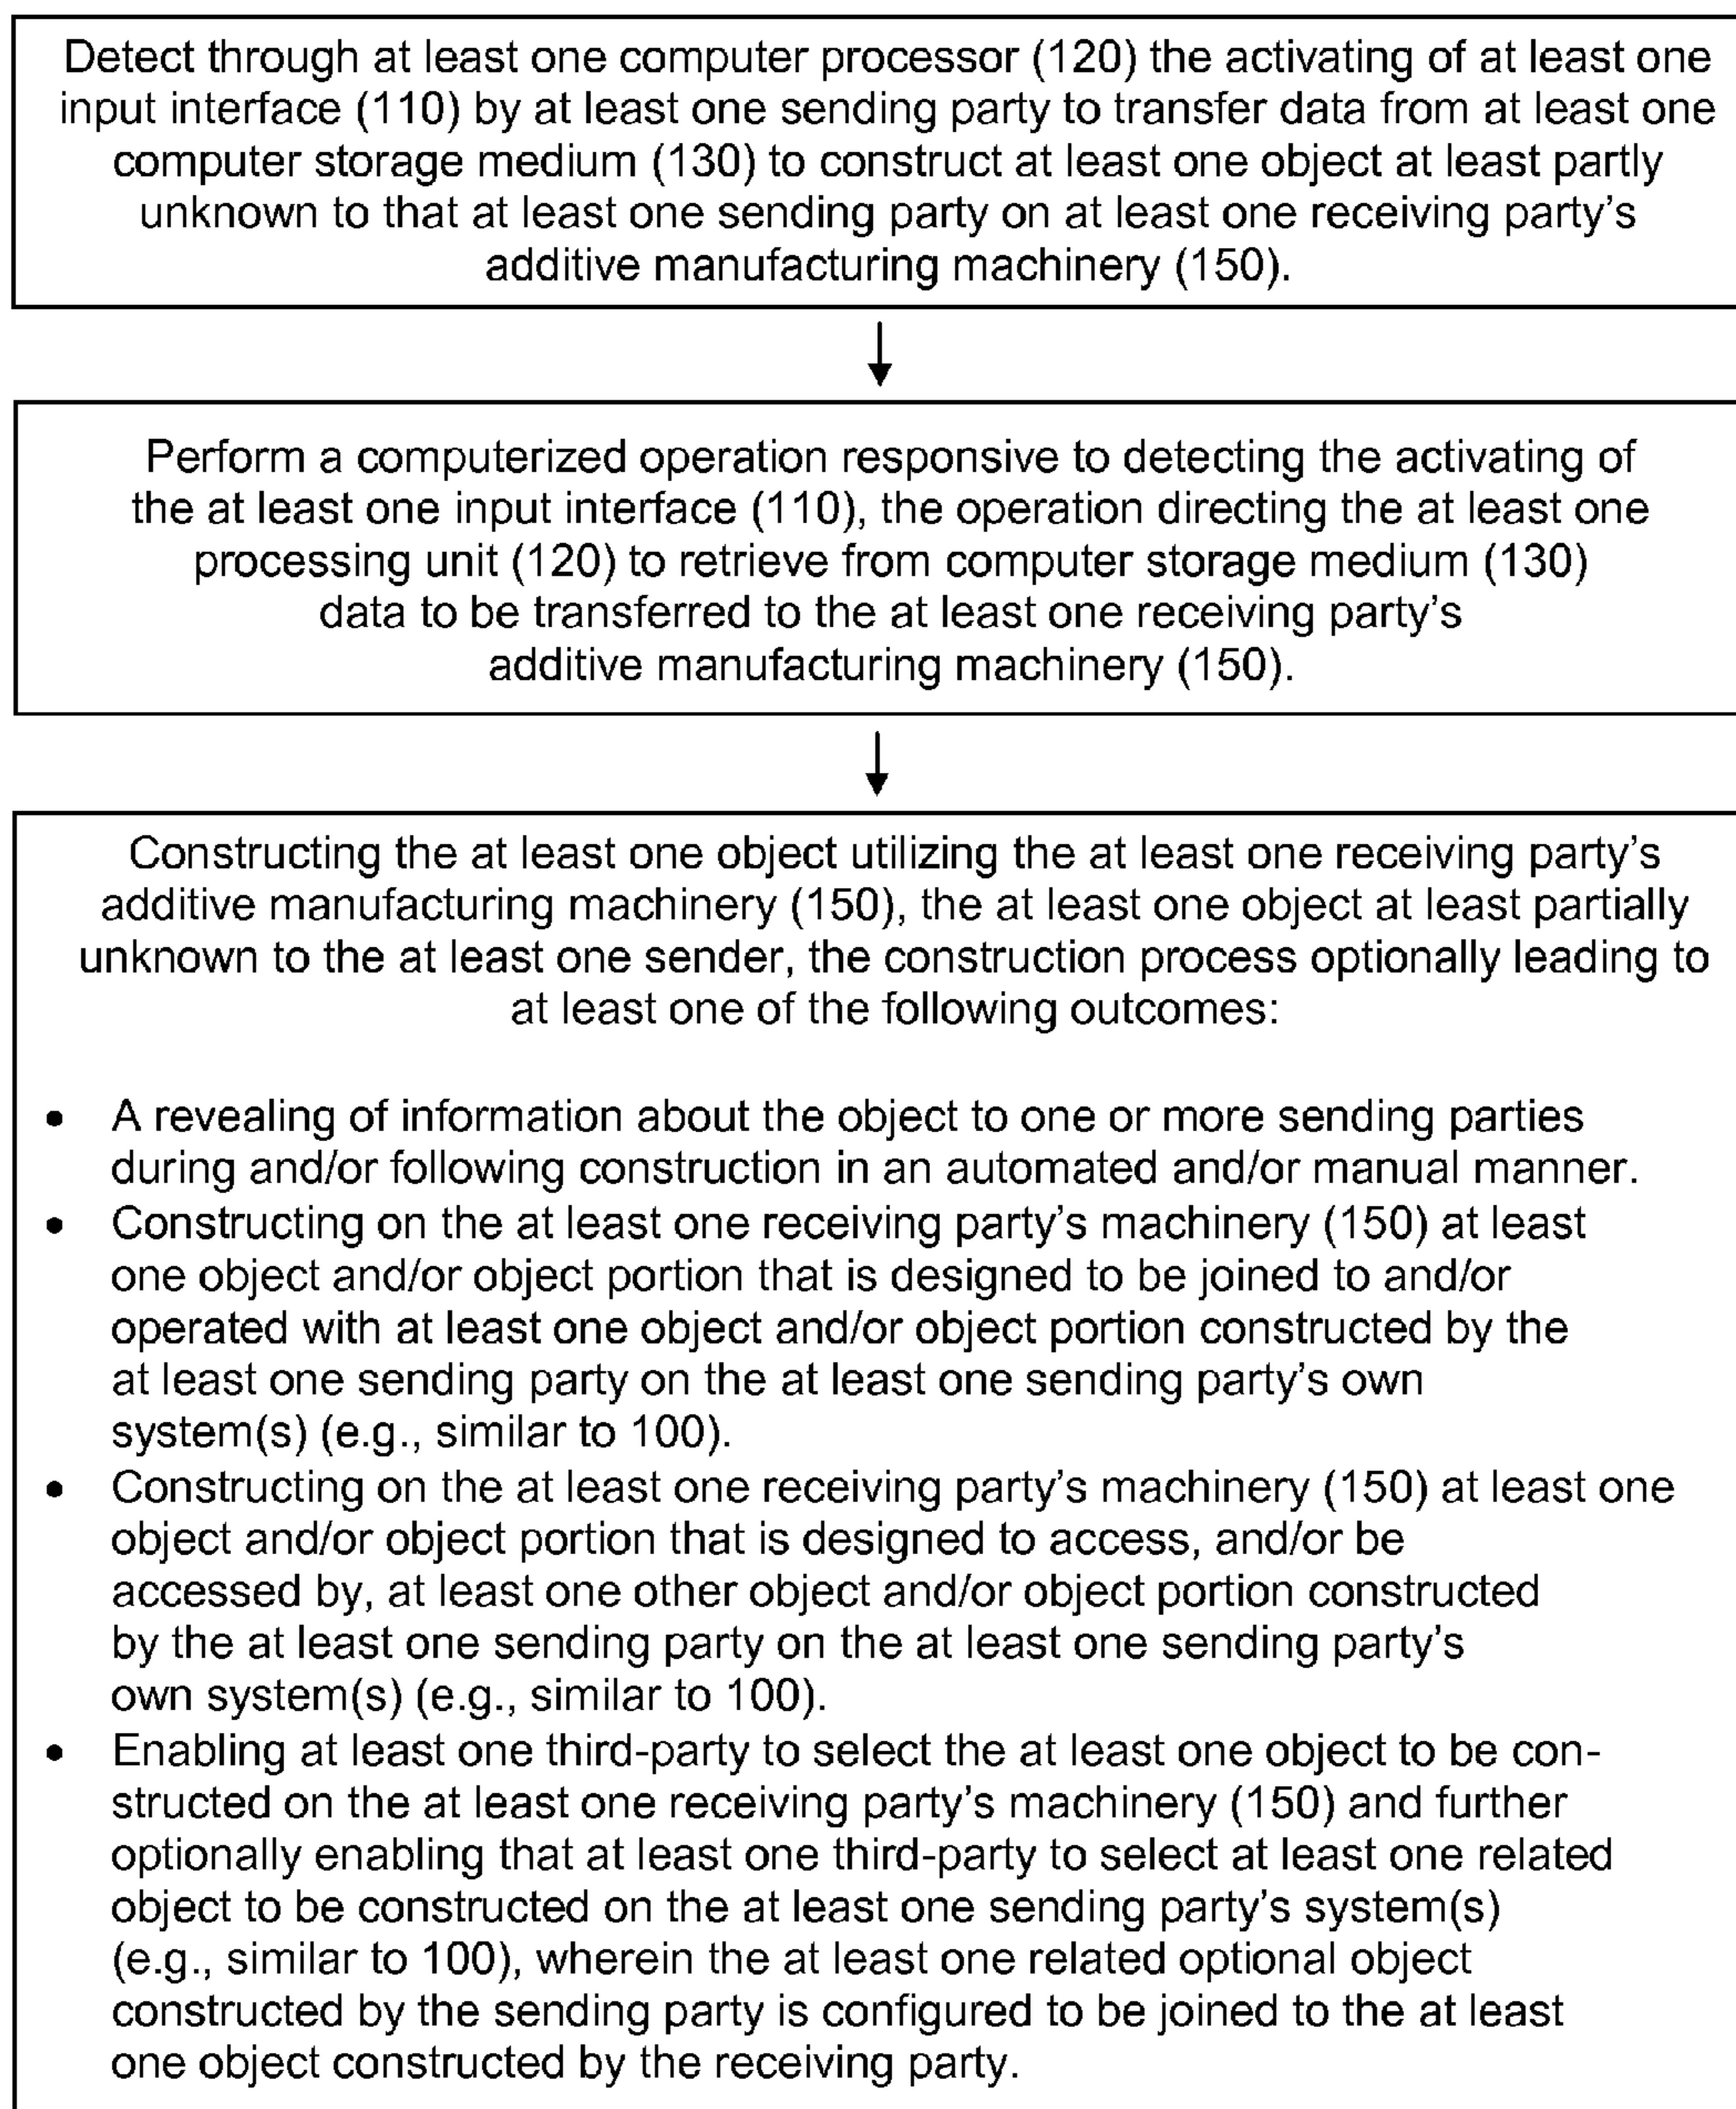 Detect through at least one computer processor (120) the activating of at least one
input interface (110) by at least one sending party to transfer data from at least one
computer storage medium (130) to construct at least one object at least partly
unknown to that at least one sending party on at least one receiving party's
additive manufacturing machinery (150).
Perform a computerized operation responsive to detecting the activating of
the at least one input interface (110), the operation directing the at least one
processing unit (120) to retrieve from computer storage medium (130)
data to be transferred to the at least one receiving party's
additive manufacturing machinery (150).
Constructing the at least one object utilizing the at least one receiving party's
additive manufacturing machinery (150), the at least one object at least partially
unknown to the at least one sender, the construction process optionally leading to
at least one of the following outcomes:
• A revealing of information about the object to one or more sending parties
during and/or following construction in an automated and/or manual manner.
• Constructing on the at least one receiving party's machinery (150) at least
one object and/or object portion that is designed to be joined to and/or
operated with at least one object and/or object portion constructed by the
at least one sending party on the at least one sending party's own
system(s) (e.g., similar to 100).
• Constructing on the at least one receiving party's machinery (150) at least one
object and/or object portion that is designed to access, and/or be
accessed by, at least one other object and/or object portion constructed
by the at least one sending party on the at least one sending party's
own system(s) (e.g., similar to 100).
• Enabling at least one third-party to select the at least one object to be con-
structed on the at least one receiving party's machinery (150) and further
optionally enabling that at least one third-party to select at least one related
object to be constructed on the at least one sending party's system(s)
(e.g., similar to 100), wherein the at least one related optional object
constructed by the sending party is configured to be joined to the at least
one object constructed by the receiving party.